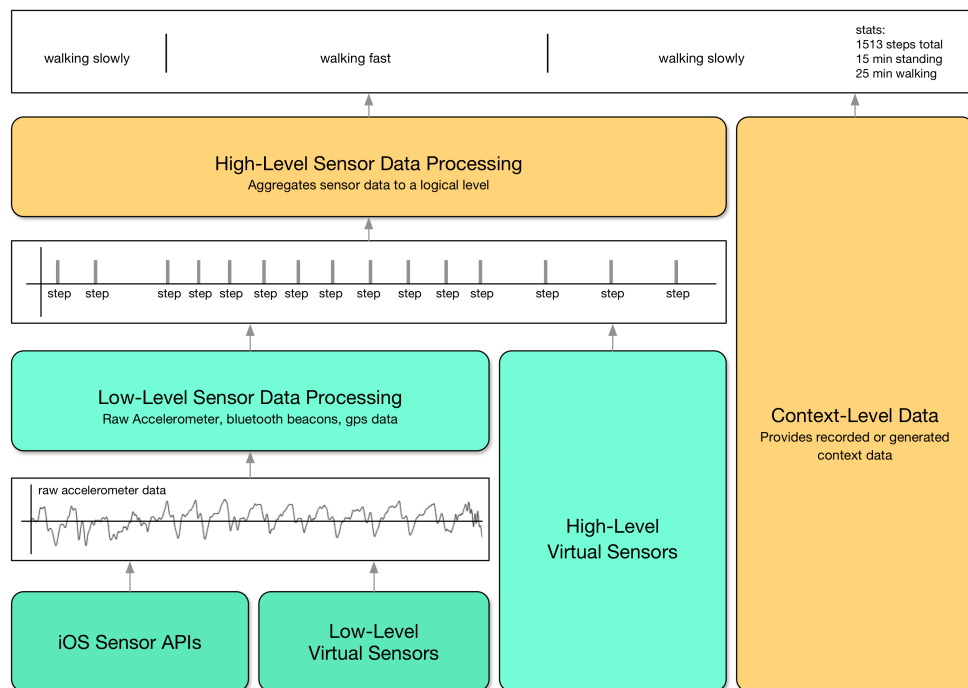 walking slowly
walking fast
walking slowly
stats:
1513 steps total
15 min standing
25 min walking
High-Level Sensor Data Processing
Aggregates sensor data to a logical level
step step step step step step step step step step step step step step step
Low-Level Sensor Data Processing
Raw Accelerometer, bluetooth beacons, gps data
Context-Level Data
Provides recorded or generated
context data
raw accelerometer data
High-Level
Virtual Sensors
iOS Sensor APIs
Low-Level
Virtual Sensors